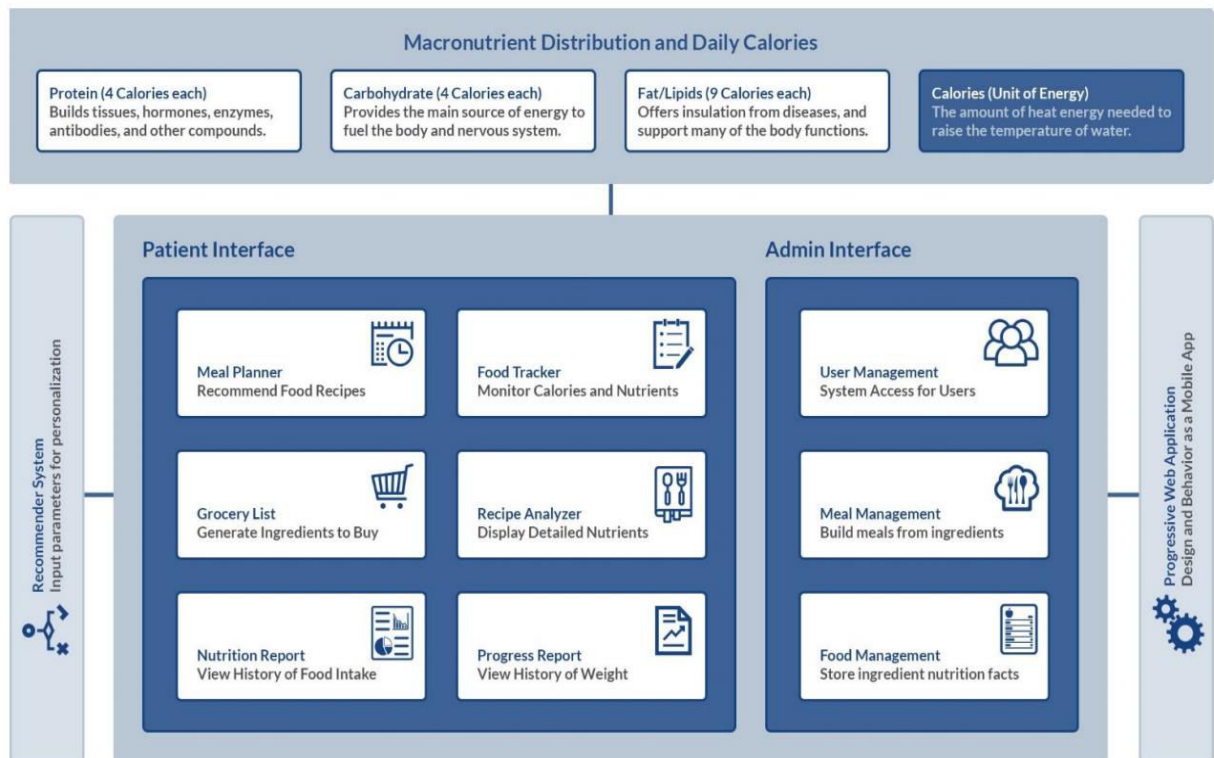 Macronutrient Distribution and Daily Calories
Protein (4 Calories each)
Builds tissues, hormones, enzymes,
antibodies, and other compounds.
Carbohydrate (4 Calories each)
Provides the main source of energy to
fuel the body and nervous system.
Fat/Lipids (9 Calories each)
Offers insulation from diseases, and
support many of the body functions.
Calories (Unit of Energy)
The amount of heat energy needed to
raise the temperature of water.
Recommender System
Input parameters for personalization
Patient Interface
Meal Planner
Recommend Food Recipes
Food Tracker
Monitor Calories and Nutrients
Grocery List
Generate Ingredients to Buy
Recipe Analyzer
Display Detailed Nutrients
Nutrition Report
View History of Food Intake
Progress Report
View History of Weight
Admin Interface
User Management
System Access for Users
Meal Management
Build meals from ingredients
Food Management
Store ingredient nutrition facts
Progressive Web Application
Design and Behavior as a Mobile App